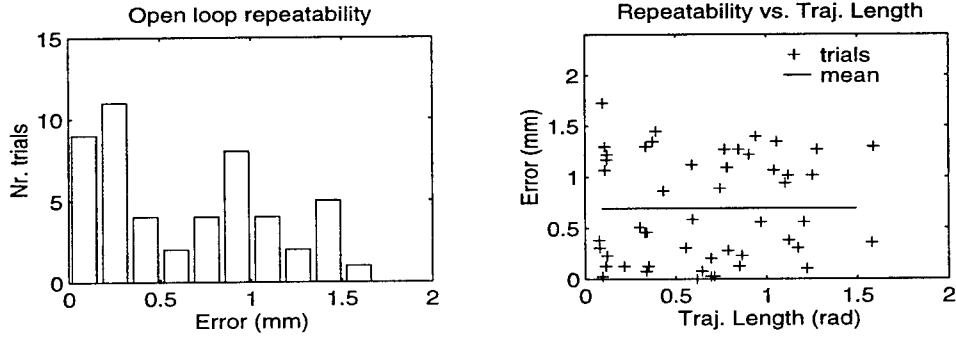 Open loop repeatability
15
10
5
0
Nr. trials
0
0.5
1
1.5
2
Error (mm)
Repeatability vs. Traj. Length
trials
mean
2
1.5
1
0.5
0
Error (mm)
0
0.5
1
1.5
2
Traj. Length (rad)